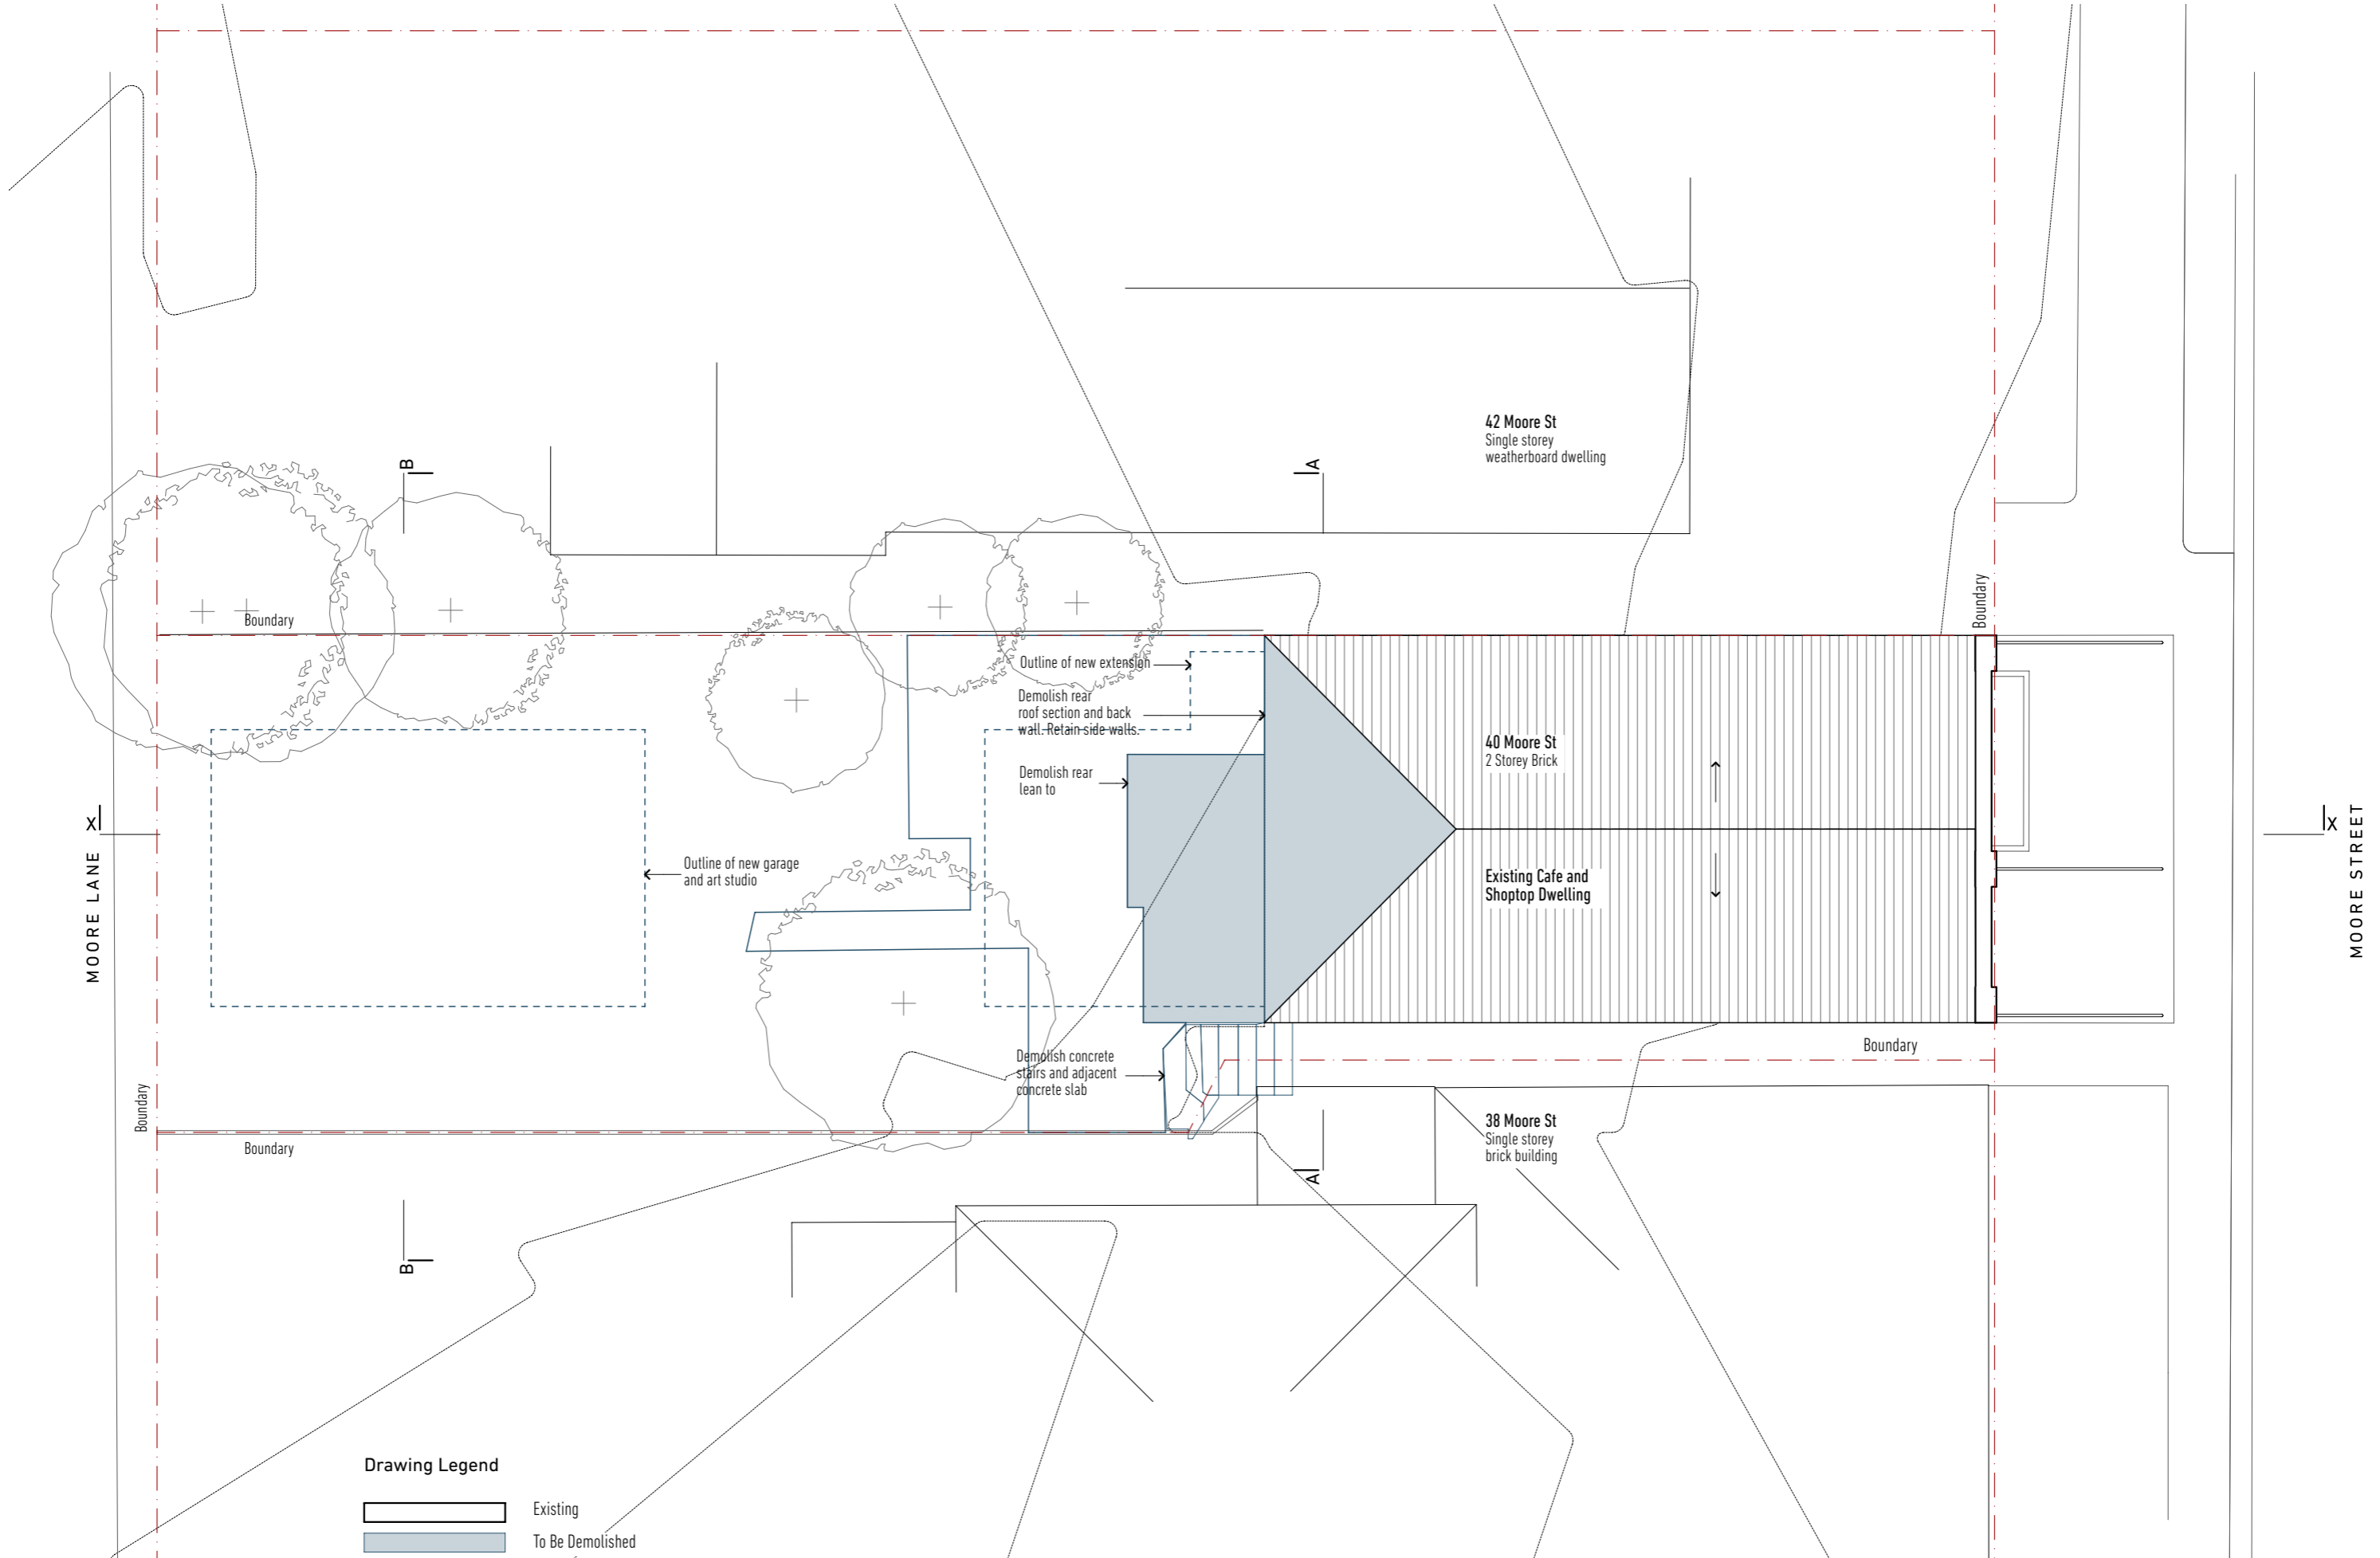 42 Moore St
Single storey
weatherboard dwelling
B
A
Boundary
Boundary
Outline of new extension
Demolish rear
roof section and back
wall. Retain side walls.
40 Moore St
2 Storey Brick
Demolish rear
lean to
X
X
MOORE LANE
MOORE STREET
Outline of new garage
and art studio
Existing Cafe and
Shoptop Dwelling
Boundary
Demolish concrete
stairs and adjacent
concrete slab
Boundary
Boundary
38 Moore St
Single storey
brick building
A
B
Drawing Legend
Existing
To Be Demolished